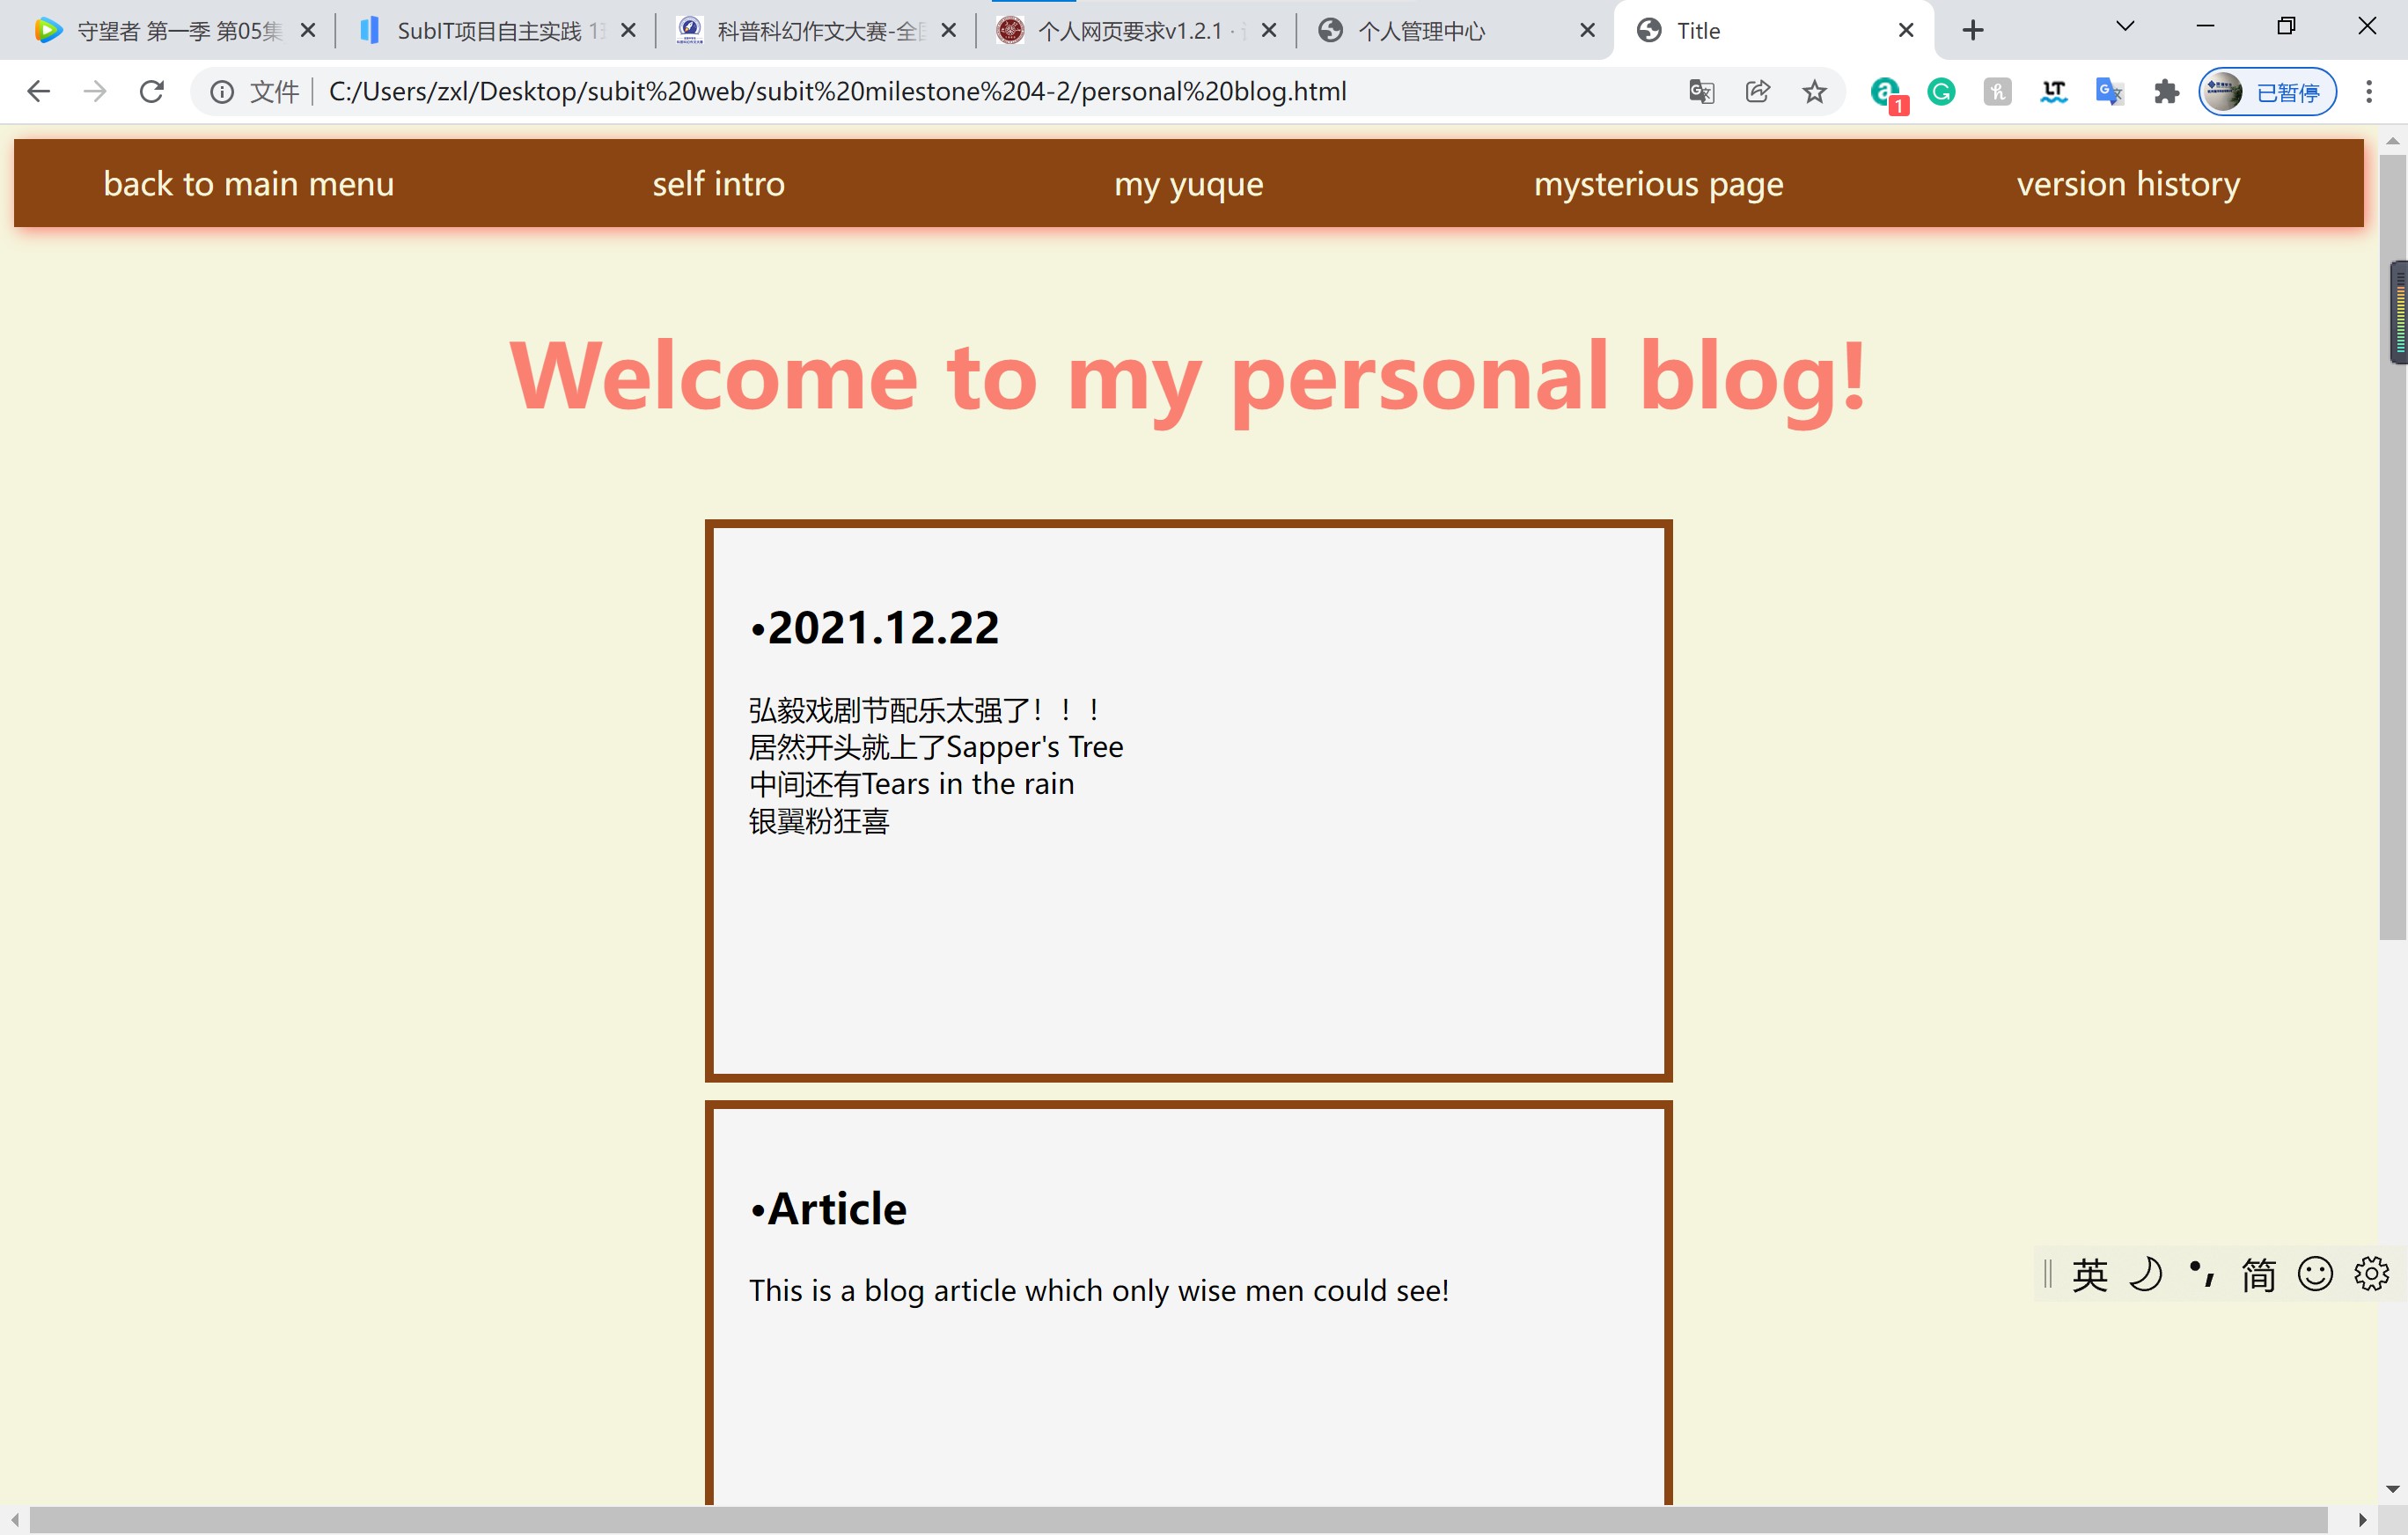 守望者 第一季 第05集
SubIT项目自主实践 1
科普科幻作文大赛-全
个人网页要求v1.2.1 ·
个人管理中心
Title
文件
C:/Users/zxl/Desktop/subit%20web/subit%20milestone%204-2/personal%20blog.html
1
LT
已暂停
back to main menu
self intro
my yuque
mysterious page
version history
Welcome to my personal blog!
•2021.12.22
弘毅戏剧节配乐太强了！！！
居然开头就上了Sapper's Tree
中间还有Tears in the rain
银翼粉狂喜
•Article
This is a blog article which only wise men could see!
英
简